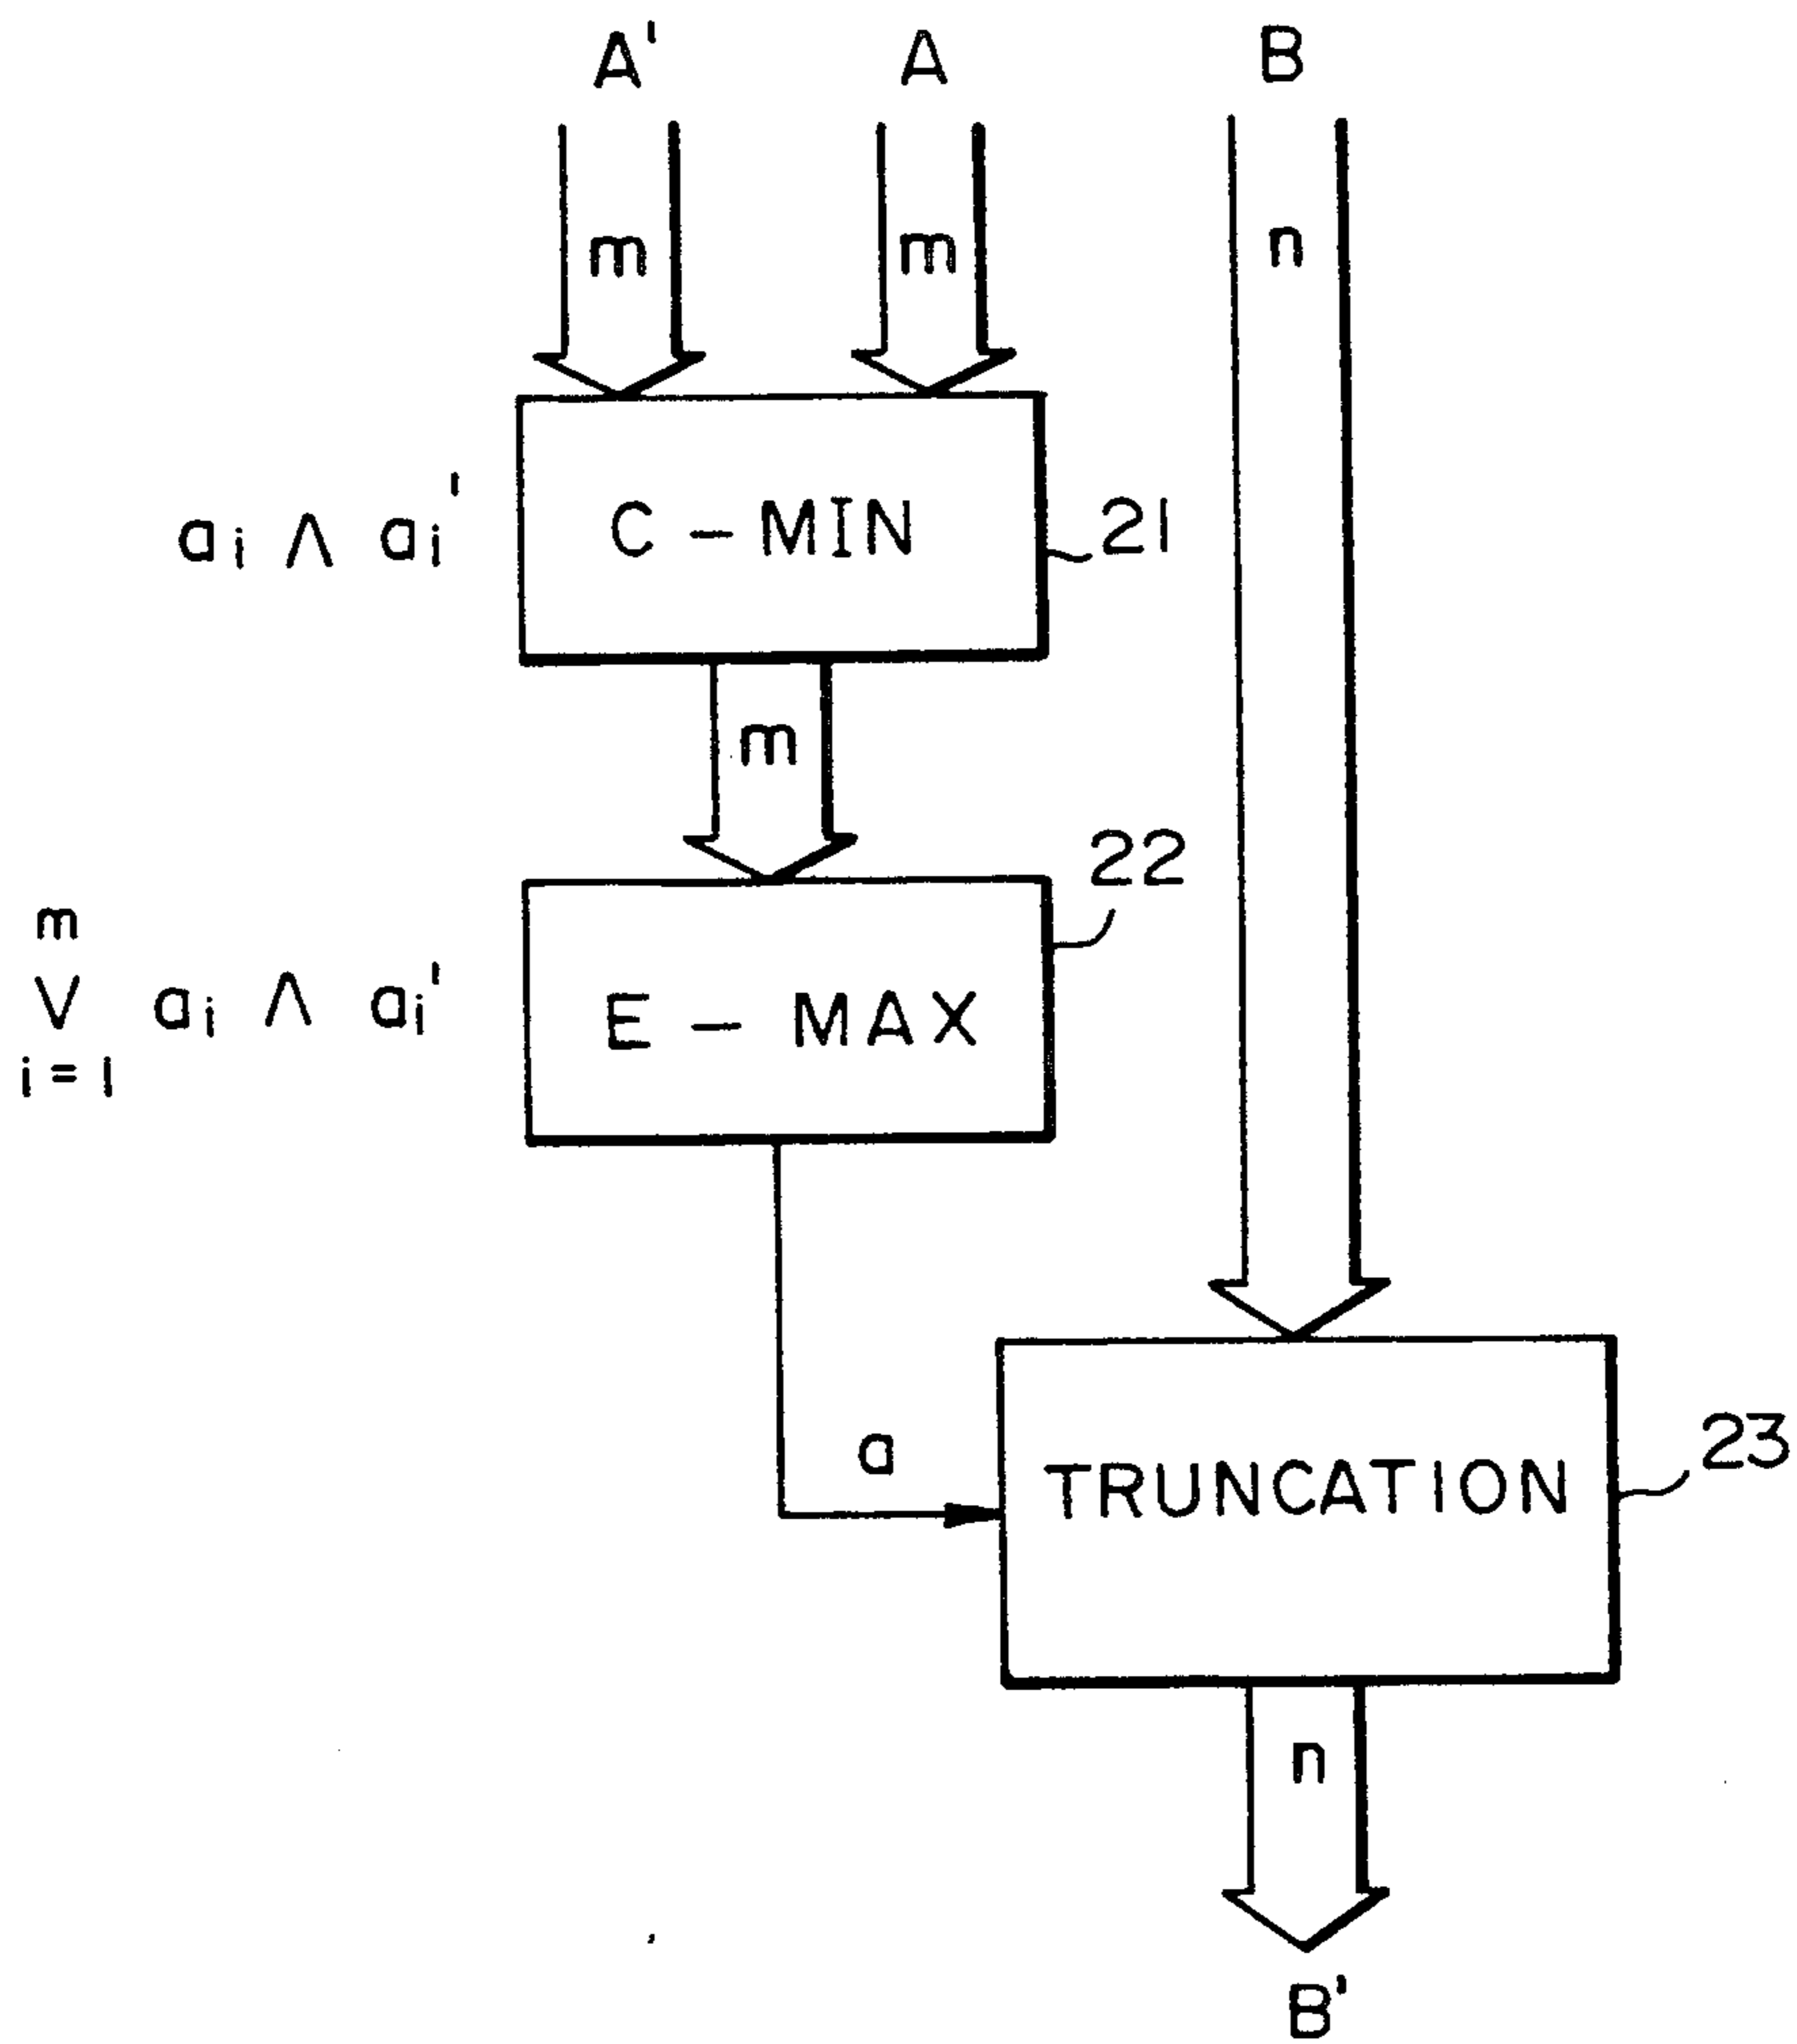 A' A B
m m n
ai Λ ai' C-MIN 21
m
22
m
V ai Λ ai' E-MAX
i=1
a
TRUNCATION 23
n
B'